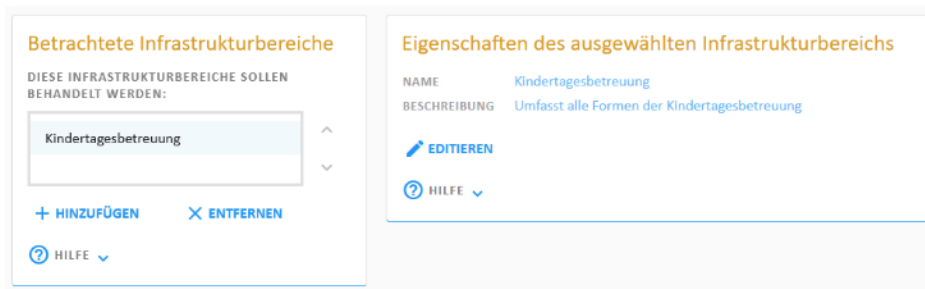 Betrachtete Infrastrukturbereiche
DIESE INFRASTRUKTURBEREICHE SOLLEN
BEHANDELT WERDEN:
Kindertagesbetreuung
HINZUFÜGEN ENTFERNEN
HILFE
Eigenschaften des ausgewählten Infrastrukturbereichs
NAME Kindertagesbetreuung
BESCHREIBUNG Umfasst alle Formen der Kindertagesbetreuung
EDITIEREN
HILFE